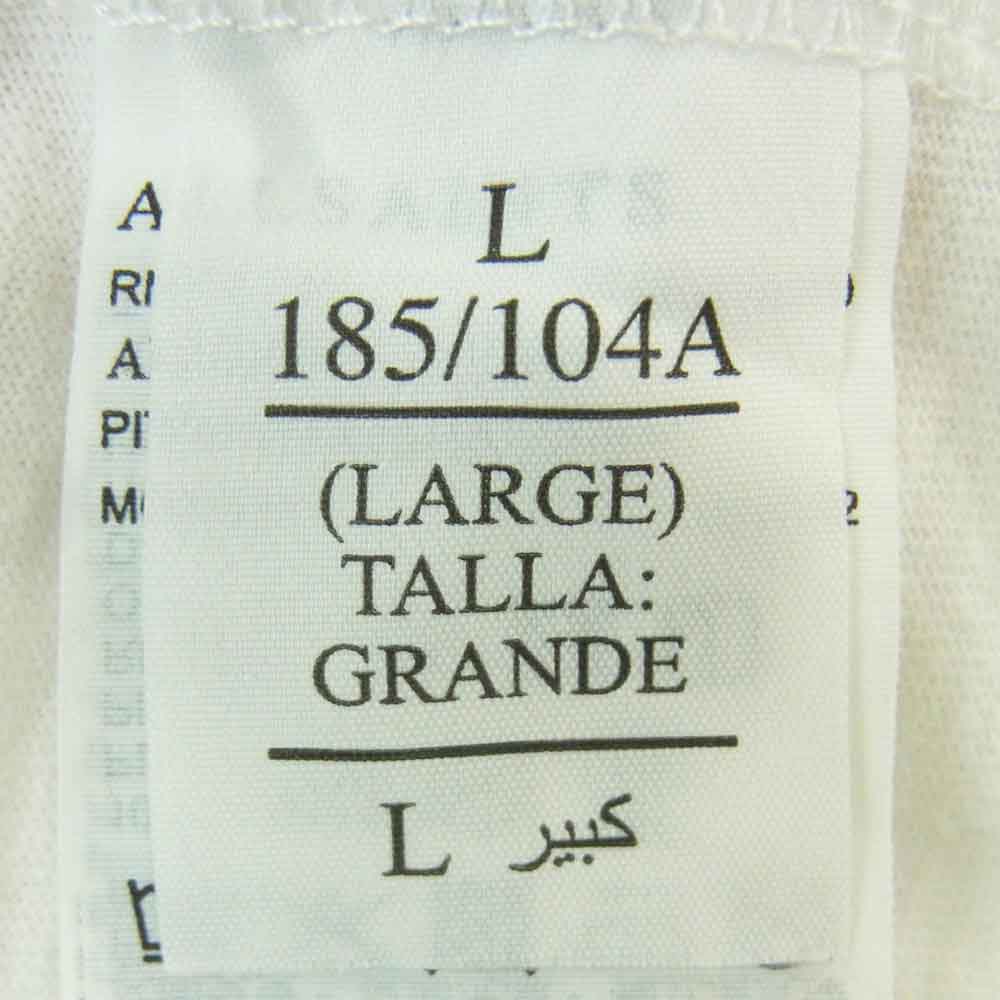 L
185/104A
(LARGE)
TALLA:
GRANDE
L كبير